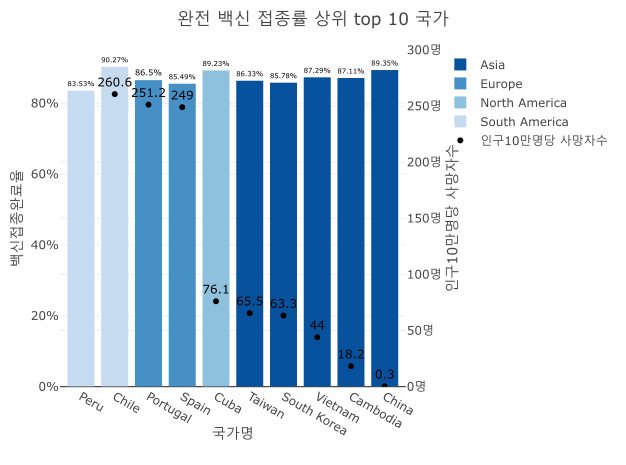 완전 백신 접종률 상위 top 10 국가
300명
250명
200명
150명
100명
50명
0명
인구10만명당 사망자수
80%
60%
40%
20%
0%
백신접종완료율
83.53%
90.27%
86.5%
85.49%
89.23%
86.33%
85.78%
87.29%
87.11%
89.35%
260.6
251.2
249
76.1
65.5
63.3
44
18.2
0.3
Peru
Chile
Portugal
Spain
Cuba
Taiwan
South Korea
Vietnam
Cambodia
China
국가명
Asia
Europe
North America
South America
인구10만명당 사망자수